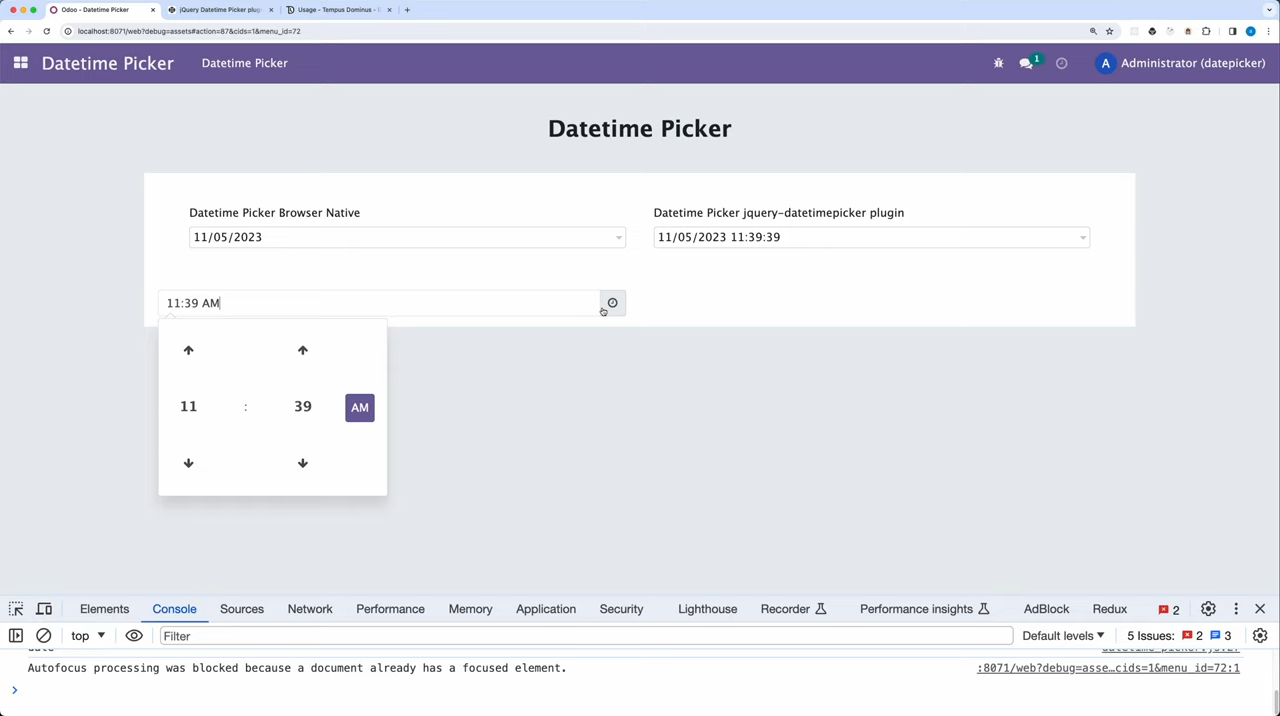 Odoo - Datetime Picker
jQuery Datetime Picker plug
Usage - Tempus Dominus -
localhost:8071/web?debug=assets#action=87&cids=1&menu_id=72
Datetime Picker Datetime Picker 1 A Administrator (datepicker)
Datetime Picker
Datetime Picker Browser Native
11/05/2023
Datetime Picker jquery-datetimepicker plugin
11/05/2023 11:39:39
11:39 AM
11 : 39 AM
Elements Console Sources Network Performance Memory Application Security Lighthouse Recorder Performance insights AdBlock Redux 2
top Filter Default levels 5 Issues: 2 3
Autofocus processing was blocked because a document already has a focused element. :8071/web?debug=asse…cids=1&menu_id=72:1